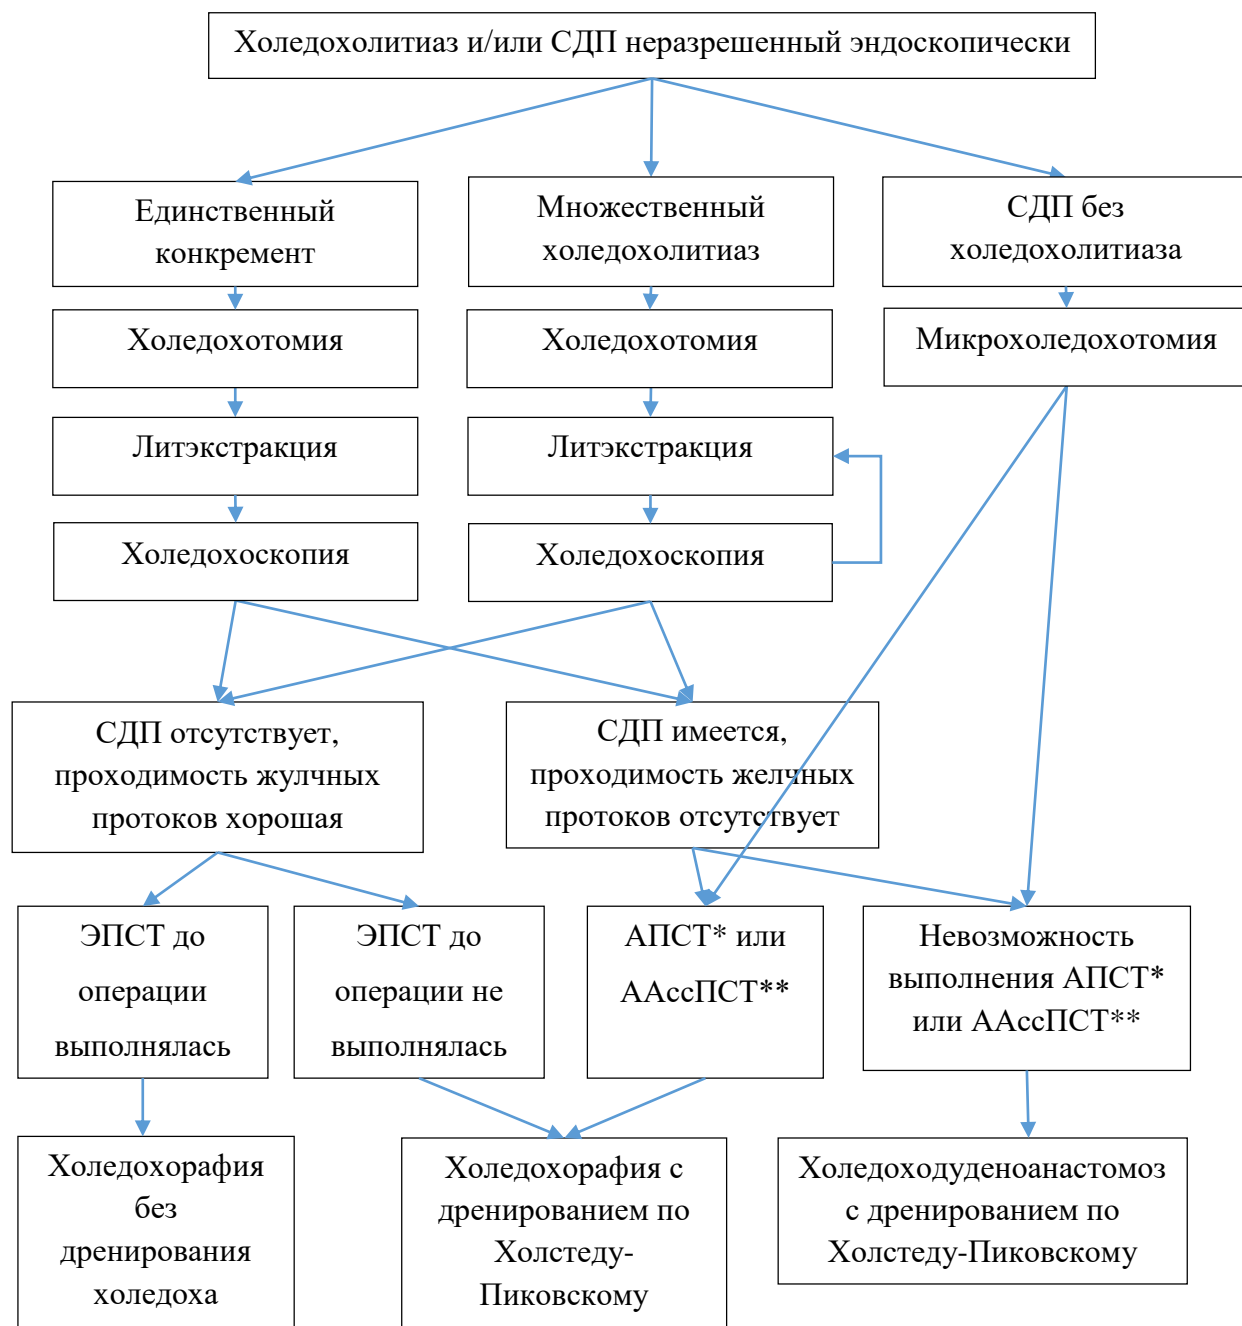 Холедохолитиаз и/или СДП неразрешенный эндоскопически
Единственный
конкремент
Множественный
холедохолитиаз
СДП без
холедохолитиаза
Холедохотомия
Холедохотомия
Микрохоледохотомия
Литэкстракция
Литэкстракция
Холедохоскопия
Холедохоскопия
СДП отсутствует,
проходимость жулчных
протоков хорошая
СДП имеется,
проходимость желчных
протоков отсутствует
ЭПСТ до
операции
выполнялась
ЭПСТ до
операции не
выполнялась
АПСТ* или
ААссПСТ**
Невозможность
выполнения АПСТ*
или ААссПСТ**
Холедохорафия
без
дренирования
холедоха
Холедохорафия с
дренированием по
Холстеду-
Пиковскому
Холедоходуденоанастомоз
с дренированием по
Холстеду-Пиковскому